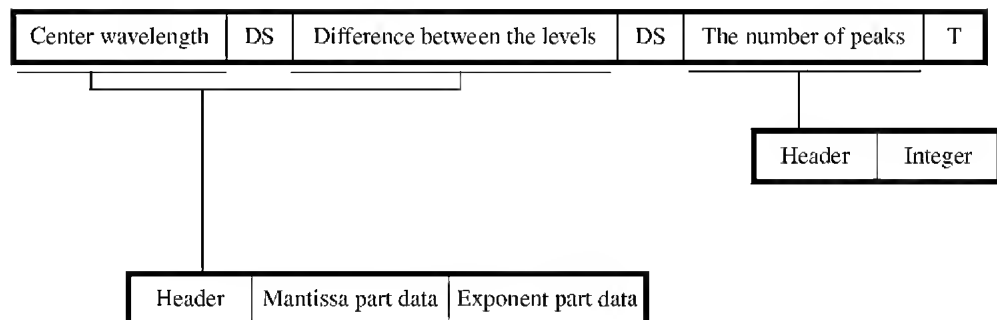 Center wavelength DS Difference between the levels DS The number of peaks T
Header Integer
Header Mantissa part data Exponent part data